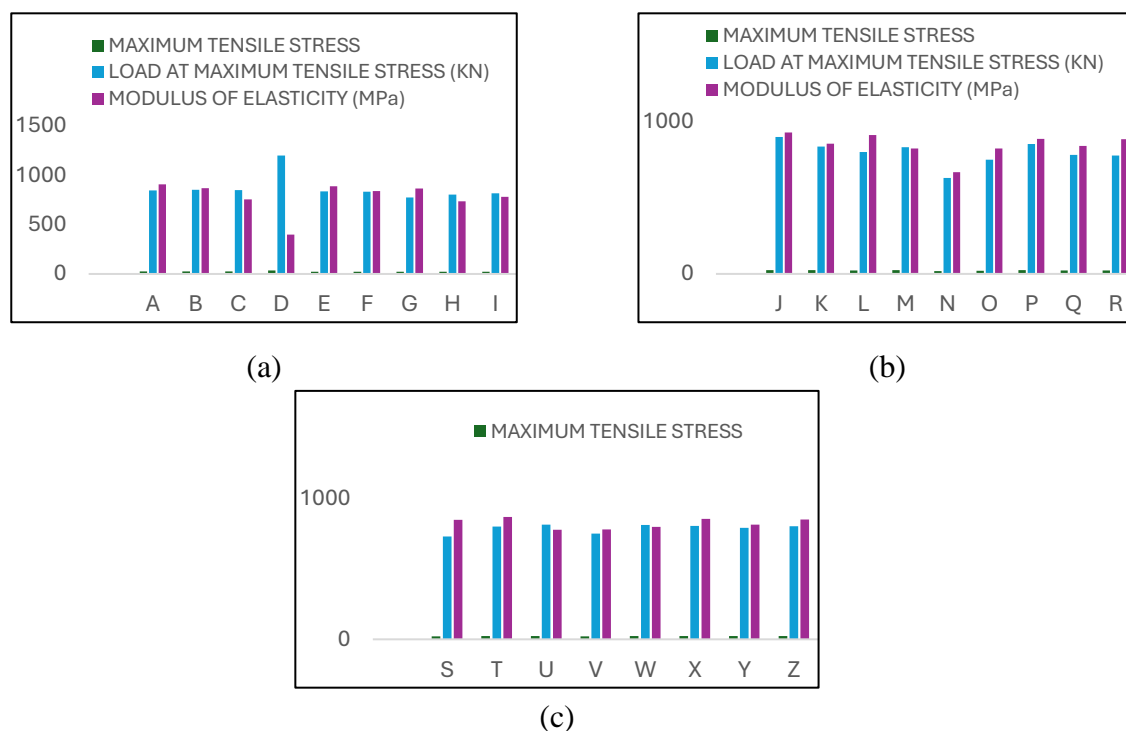 MAXIMUM TENSILE STRESS
LOAD AT MAXIMUM TENSILE STRESS (KN)
MODULUS OF ELASTICITY (MPa)
1500
1000
500
0
A B C D E F G H I
(a)
MAXIMUM TENSILE STRESS
LOAD AT MAXIMUM TENSILE STRESS (KN)
MODULUS OF ELASTICITY (MPa)
1000
0
J K L M N O P Q R
(b)
MAXIMUM TENSILE STRESS
1000
0
S T U V W X Y Z
(c)